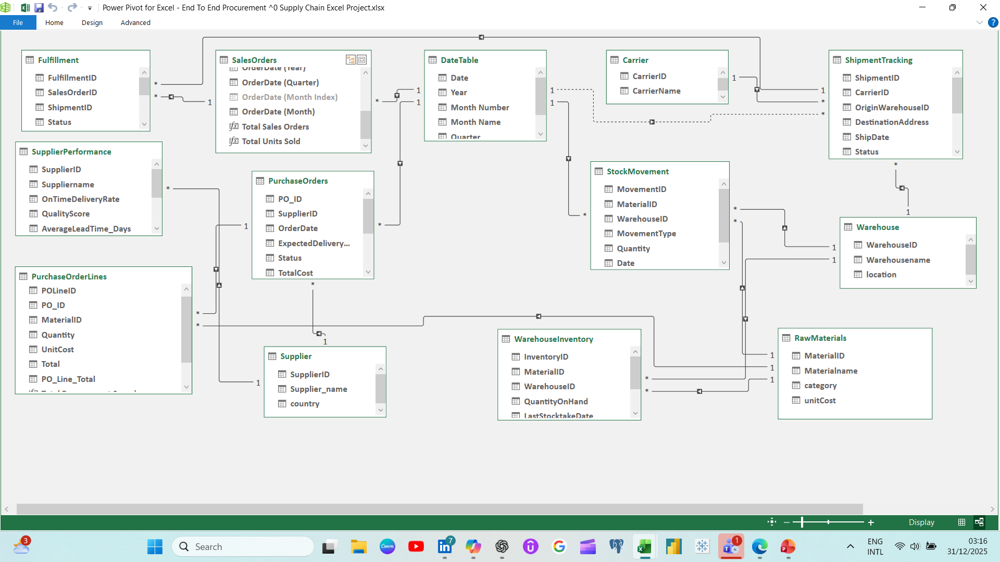 Power Pivot for Excel - End To End Procurement ^0 Supply Chain Excel Project.xlsx
File
Home
Design
Advanced
?
Fulfillment
FulfillmentID
SalesOrderID
ShipmentID
Status
SalesOrders
OrderDate (Year)
OrderDate (Quarter)
OrderDate (Month Index)
OrderDate (Month)
fx Total Sales Orders
fx Total Units Sold
DateTable
Date
Year
Month Number
Month Name
Quarter
Carrier
CarrierID
CarrierName
ShipmentTracking
ShipmentID
CarrierID
OriginWarehouseID
DestinationAddress
ShipDate
Status
* * 1
* 1 1
1 1
1 1 * *
SupplierPerformance
SupplierID
Suppliername
OnTimeDeliveryRate
QualityScore
AverageLeadTime_Days
*
PurchaseOrders
PO_ID
SupplierID
OrderDate
ExpectedDelivery...
Status
TotalCost
1 * *
StockMovement
MovementID
MaterialID
WarehouseID
MovementType
Quantity
Date
* * *
* 1
Warehouse
WarehouseID
Warehousename
location
1 1
PurchaseOrderLines
POLineID
PO_ID
MaterialID
Quantity
UnitCost
Total
PO_Line_Total
* *
1
Supplier
SupplierID
Supplier_name
country
1
WarehouseInventory
InventoryID
MaterialID
WarehouseID
QuantityOnHand
LastStocktakeDate
* *
RawMaterials
MaterialID
Materialname
category
unitCost
1 1 1
Display
3
Search
Canva
7
1
ENG
INTL
03:16
31/12/2025